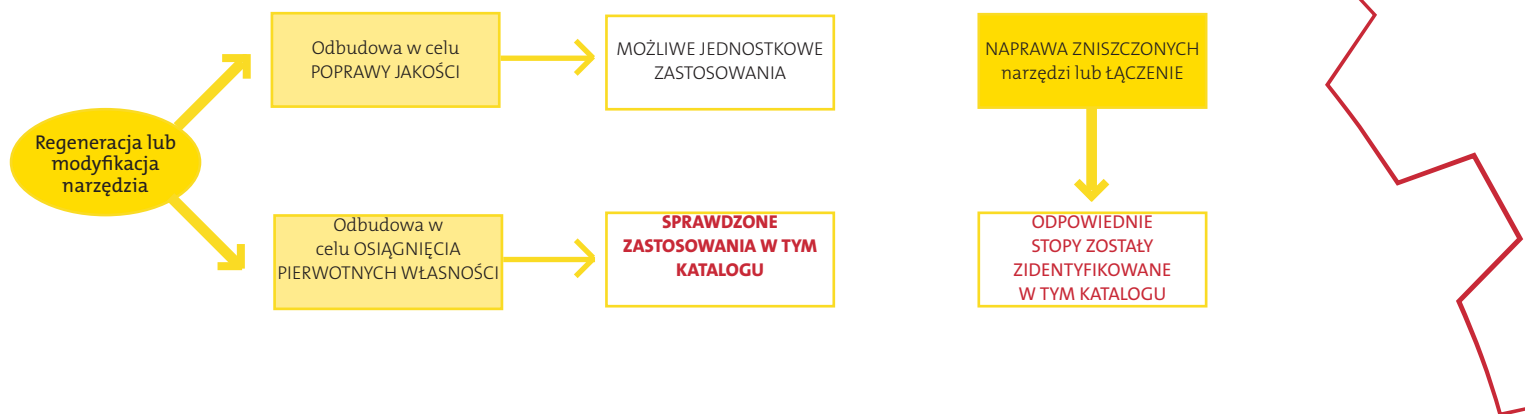 Regeneracja lub
modyfikacja
narzędzia
Odbudowa w celu
POPRAWY JAKOŚCI
MOŻLIWE JEDNOSTKOWE
ZASTOSOWANIA
Odbudowa w
celu OSIĄGNIĘCIA
PIERWOTNYCH WŁASNOŚCI
SPRAWDZONE
ZASTOSOWANIA W TYM
KATALOGU
NAPRAWA ZNISZCZONYCH
narzędzi lub ŁĄCZENIE
ODPOWIEDNIE
STOPY ZOSTAŁY
ZIDENTYFIKOWANE
W TYM KATALOGU